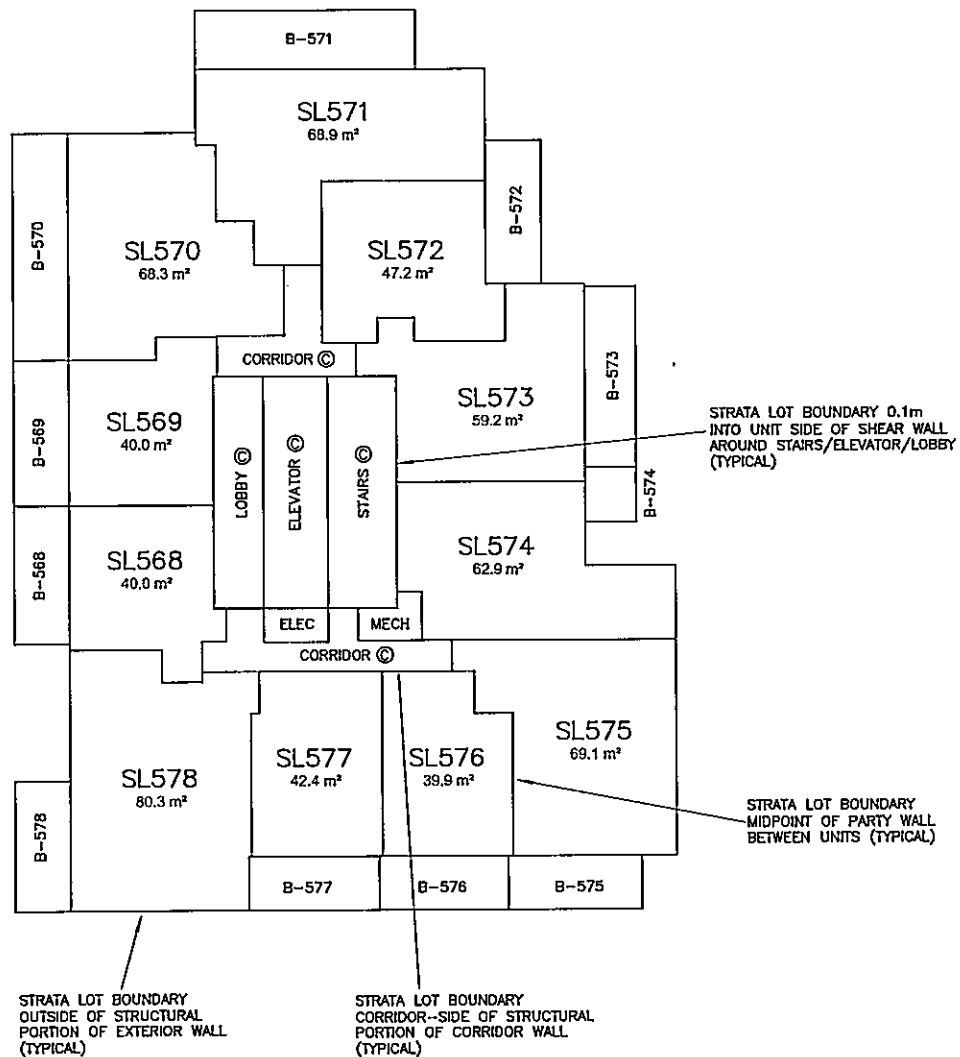 B-571
SL571
68.9 m²
B-570
SL570
68.3 m²
SL572
47.2 m²
B-572
CORRIDOR ©
B-569
SL569
40.0 m²
LOBBY ©
ELEVATOR ©
STAIRS ©
SL573
59.2 m²
B-573
B-574
STRATA LOT BOUNDARY 0.1m
INTO UNIT SIDE OF SHEAR WALL
AROUND STAIRS/ELEVATOR/LOBBY
(TYPICAL)
B-568
SL568
40.0 m²
SL574
62.9 m²
ELEC
MECH
CORRIDOR ©
SL578
80.3 m²
B-578
SL577
42.4 m²
SL576
39.9 m²
SL575
69.1 m²
STRATA LOT BOUNDARY
MIDPOINT OF PARTY WALL
BETWEEN UNITS (TYPICAL)
B-577
B-576
B-575
STRATA LOT BOUNDARY
OUTSIDE OF STRUCTURAL
PORTION OF EXTERIOR WALL
(TYPICAL)
STRATA LOT BOUNDARY
CORRIDOR--SIDE OF STRUCTURAL
PORTION OF CORRIDOR WALL
(TYPICAL)